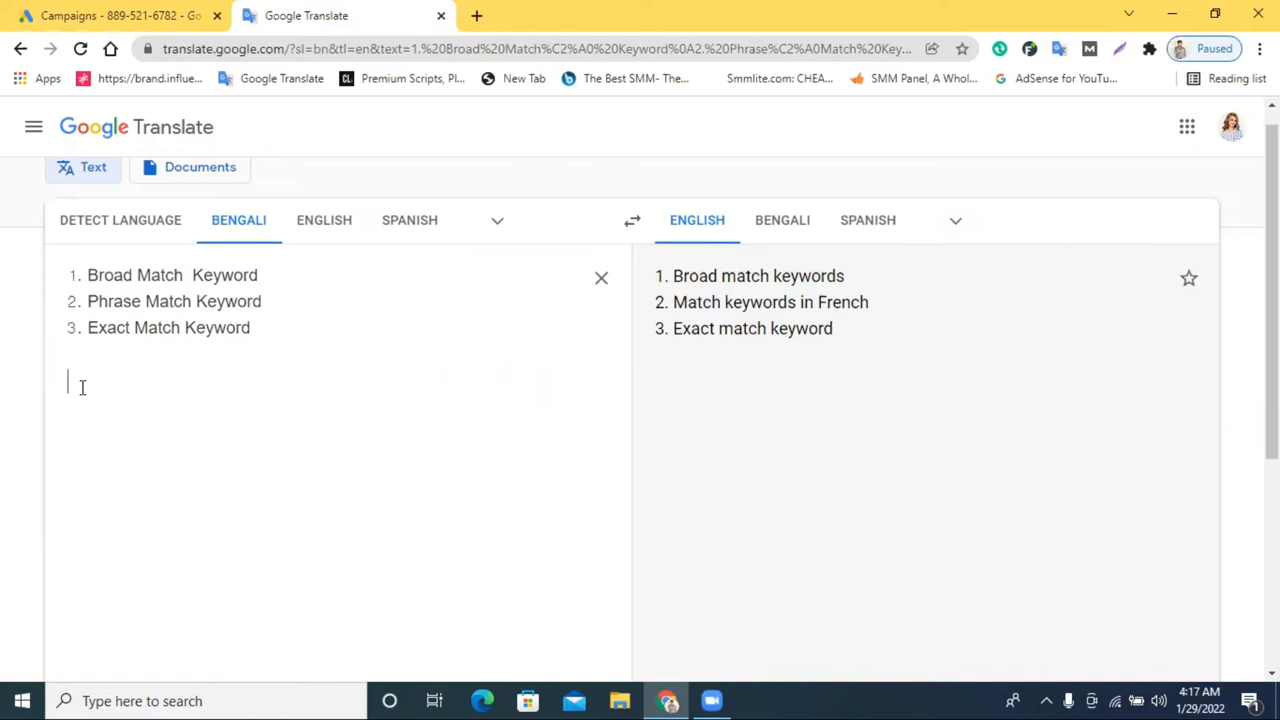 Campaigns - 889-521-6782 - Go
Google Translate
translate.google.com/?sl=bn&tl=en&text=1.%20Broad%20Match%C2%A0%20Keyword%0A2.%20Phrase%C2%A0Match%20Key...
Paused
Apps
https://brand.influe...
Google Translate
Premium Scripts, Pl...
New Tab
The Best SMM- The...
Smmlite.com: CHEA...
SMM Panel, A Whol...
AdSense for YouTu...
Reading list
Google Translate
Text
Documents
DETECT LANGUAGE
BENGALI
ENGLISH
SPANISH
ENGLISH
BENGALI
SPANISH
1. Broad Match  Keyword
2. Phrase Match Keyword
3. Exact Match Keyword
1. Broad match keywords
2. Match keywords in French
3. Exact match keyword
Type here to search
4:17 AM
1/29/2022
1